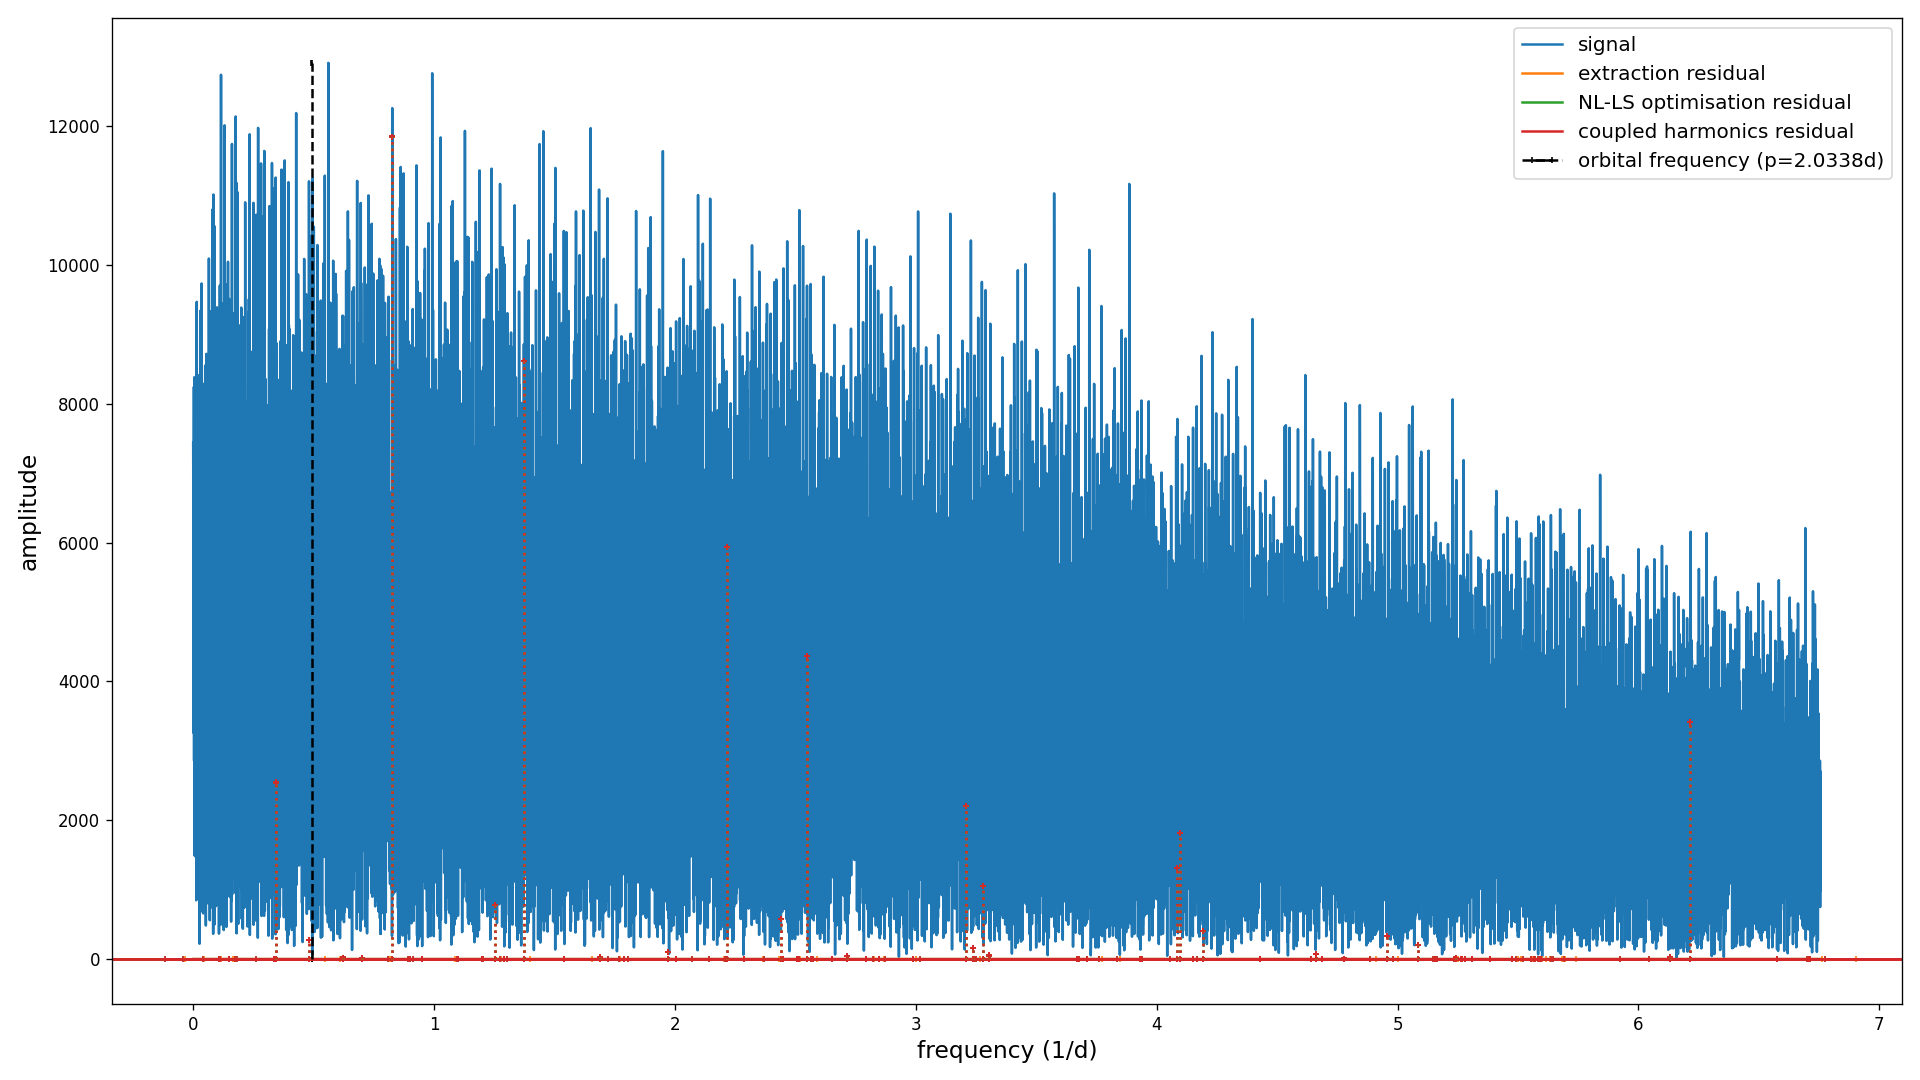 signal
extraction residual
NL-LS optimisation residual
coupled harmonics residual
orbital frequency (p=2.0338d)
amplitude
12000
10000
8000
6000
4000
2000
0
0 1 2 3 4 5 6 7
frequency (1/d)